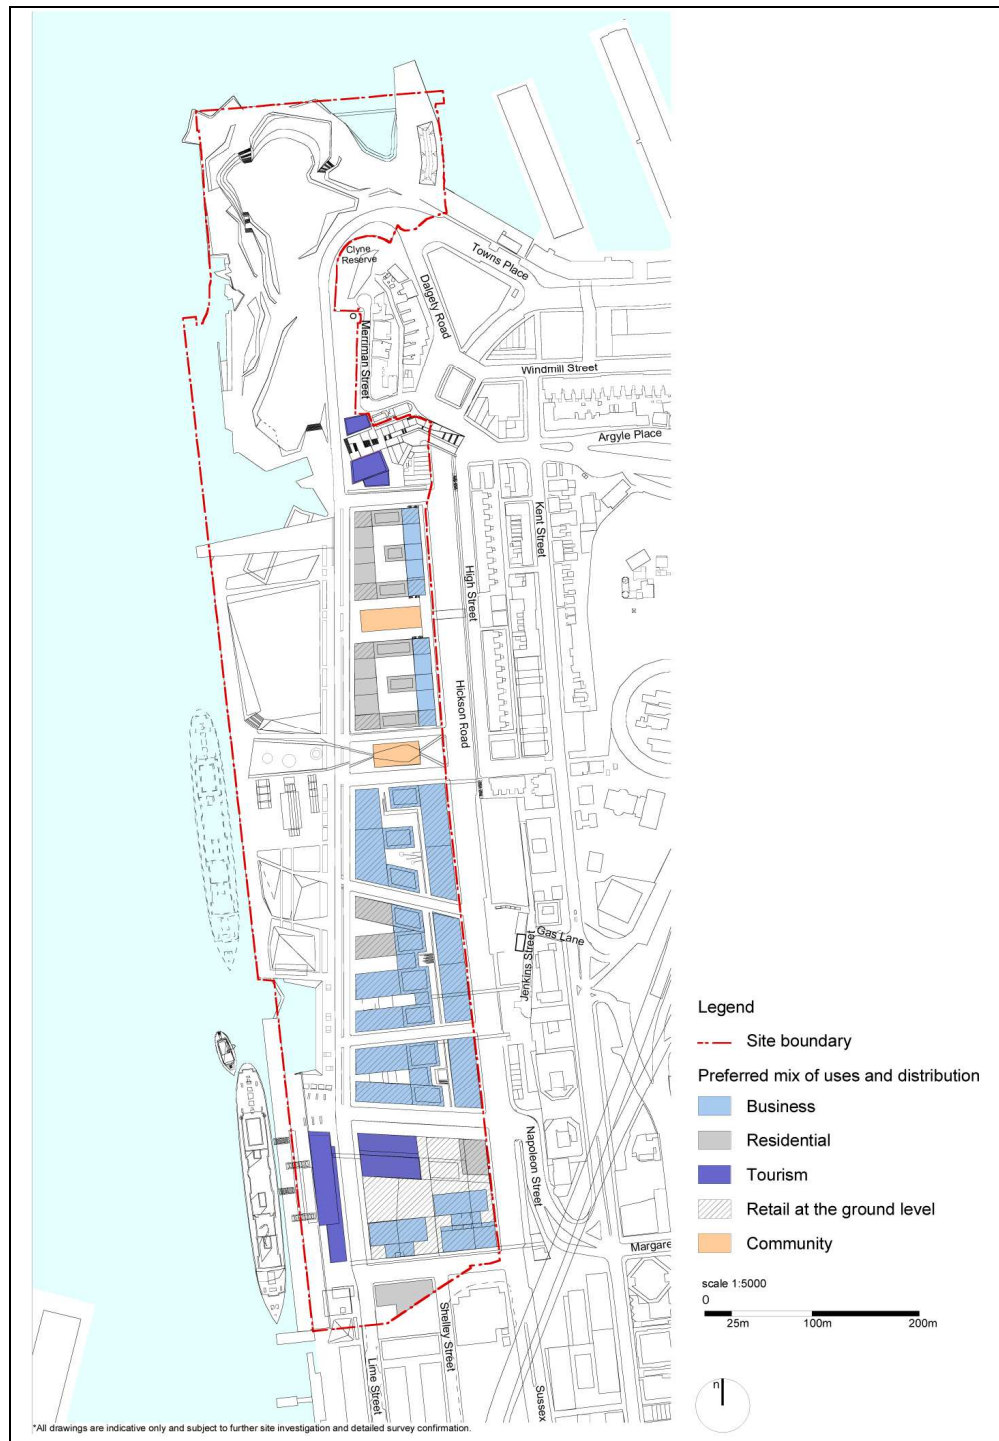 Clyne
Reserve
Towns Place
Dalgety Road
Merriman Street
Windmill Street
Argyle Place
Kent Street
High Street
Hickson Road
Gas Lane
Jenkins Street
Napoleon Street
Margare
Shelley Street
Lime Street
Sussex
Legend
Site boundary
Preferred mix of uses and distribution
Business
Residential
Tourism
Retail at the ground level
Community
scale 1:5000
0
25m 100m 200m
n
*All drawings are indicative only and subject to further site investigation and detailed survey confirmation.